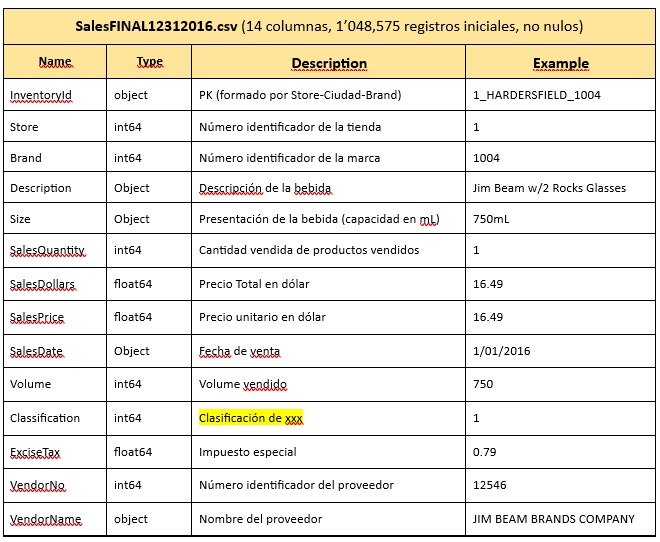 SalesFINAL12312016.csv (14 columnas, 1’048,575 registros iniciales, no nulos)
Name Type Description Example
InventoryId object PK (formado por Store-Ciudad-Brand) 1_HARDERSFIELD_1004
Store int64 Número identificador de la tienda 1
Brand int64 Número identificador de la marca 1004
Description Object Descripción de la bebida Jim Beam w/2 Rocks Glasses
Size Object Presentación de la bebida (capacidad en mL) 750mL
SalesQuantity int64 Cantidad vendida de productos vendidos 1
SalesDollars float64 Precio Total en dólar 16.49
SalesPrice float64 Precio unitario en dólar 16.49
SalesDate Object Fecha de venta 1/01/2016
Volume int64 Volume vendido 750
Classification int64 Clasificación de xxx 1
ExciseTax float64 Impuesto especial 0.79
VendorNo int64 Número identificador del proveedor 12546
VendorName object Nombre del proveedor JIM BEAM BRANDS COMPANY